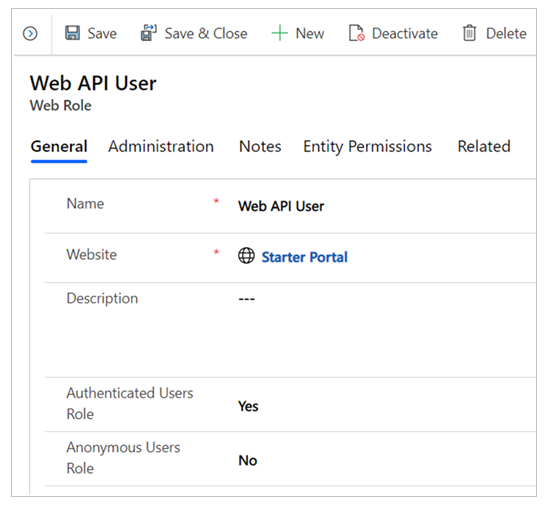 Save Save & Close New Deactivate Delete
Web API User
Web Role
General Administration Notes Entity Permissions Related
Name * Web API User
Website * Starter Portal
Description ---
Authenticated Users
Role Yes
Anonymous Users
Role No